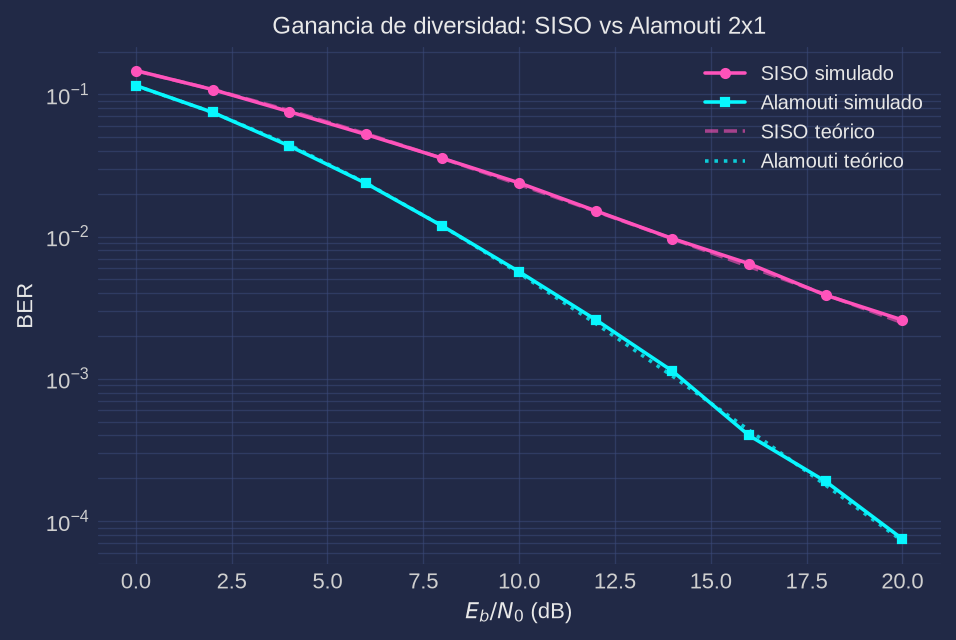 Ganancia de diversidad: SISO vs Alamouti 2x1
SISO simulado
Alamouti simulado
SISO teórico
Alamouti teórico
BER
10⁻¹
10⁻²
10⁻³
10⁻⁴
0.0 2.5 5.0 7.5 10.0 12.5 15.0 17.5 20.0
E_b/N_0 (dB)